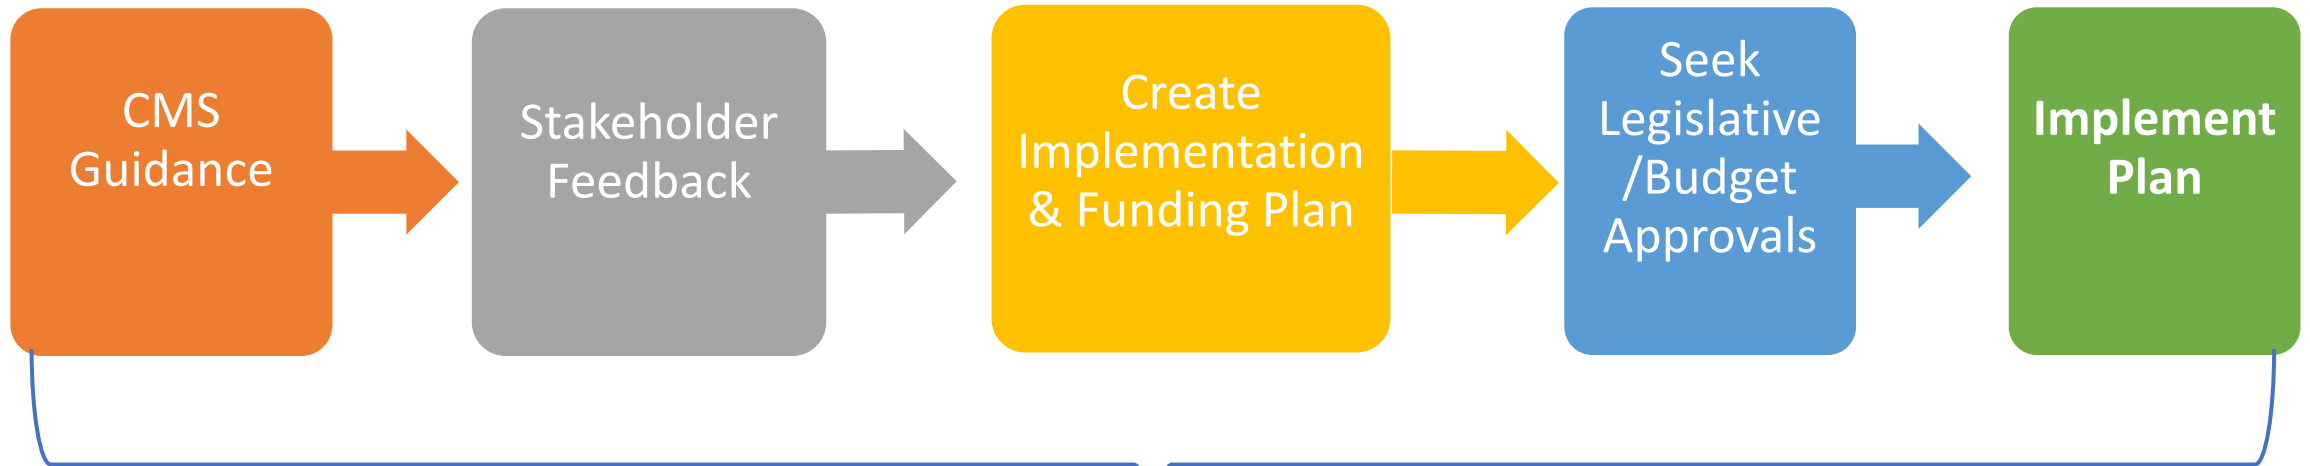 CMS
Guidance
Stakeholder
Feedback
Create
Implementation
& Funding Plan
Seek
Legislative
/Budget
Approvals
Implement
Plan